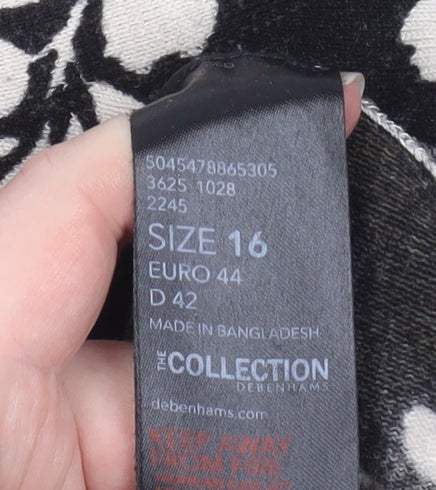 5045478865305
3625 1028
2245
SIZE 16
EURO 44
D 42
MADE IN BANGLADESH
THE COLLECTION
DEBENHAMS
debenhams.com
KEEP AWAY
FROM FIRE